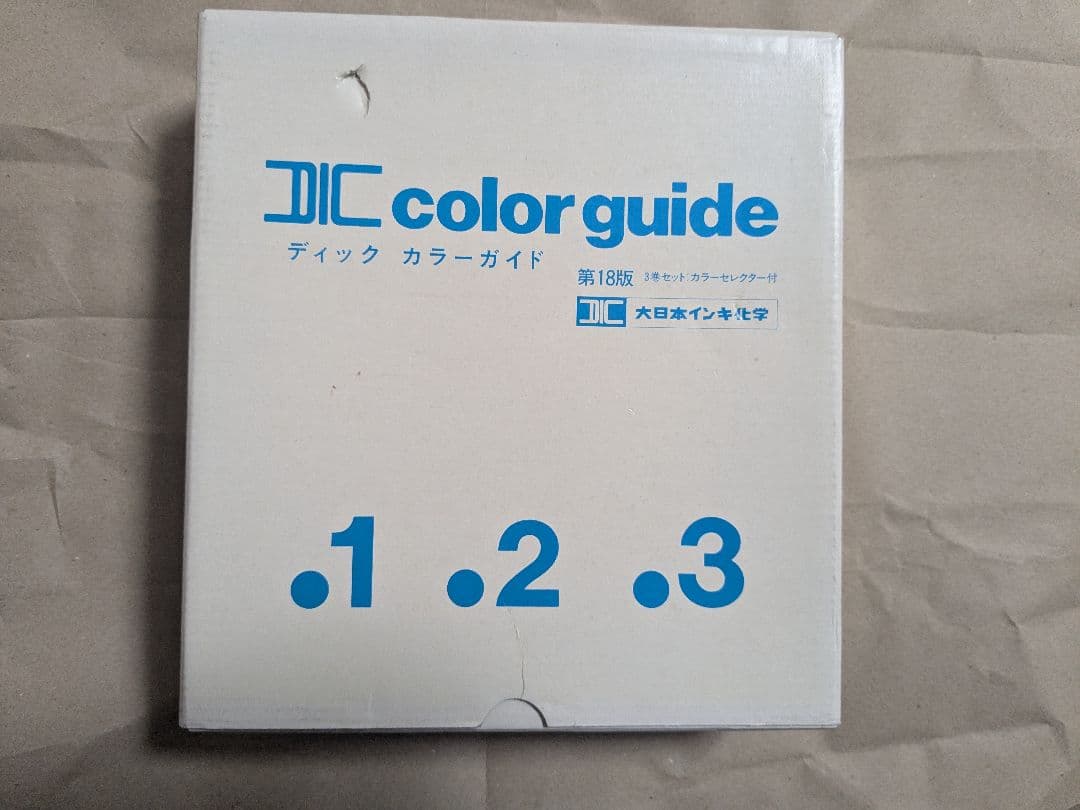 DIC color guide
ディック カラーガイド
第18版 3巻セット:カラーセレクター付
DIC 大日本インキ化学
.1 .2 .3